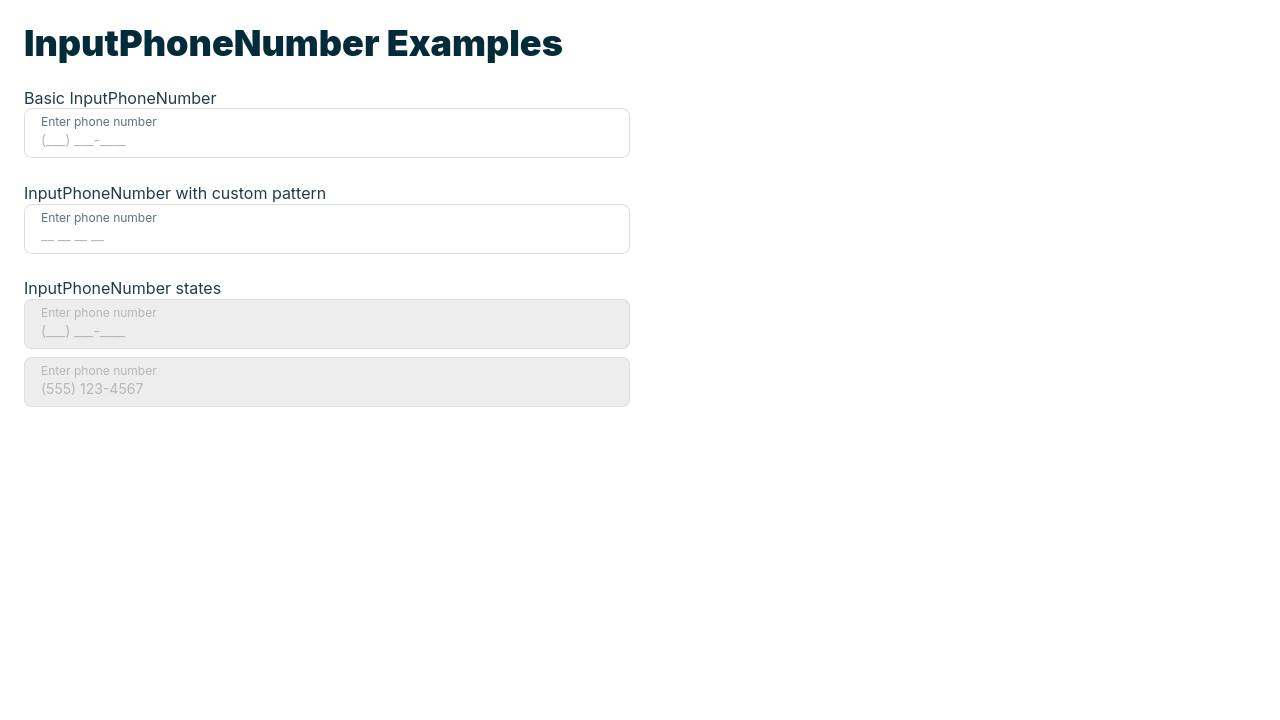 InputPhoneNumber Examples
Basic InputPhoneNumber
Enter phone number
(___) ___-____
InputPhoneNumber with custom pattern
Enter phone number
__ __ __ __
InputPhoneNumber states
Enter phone number
(___) ___-____
Enter phone number
(555) 123-4567